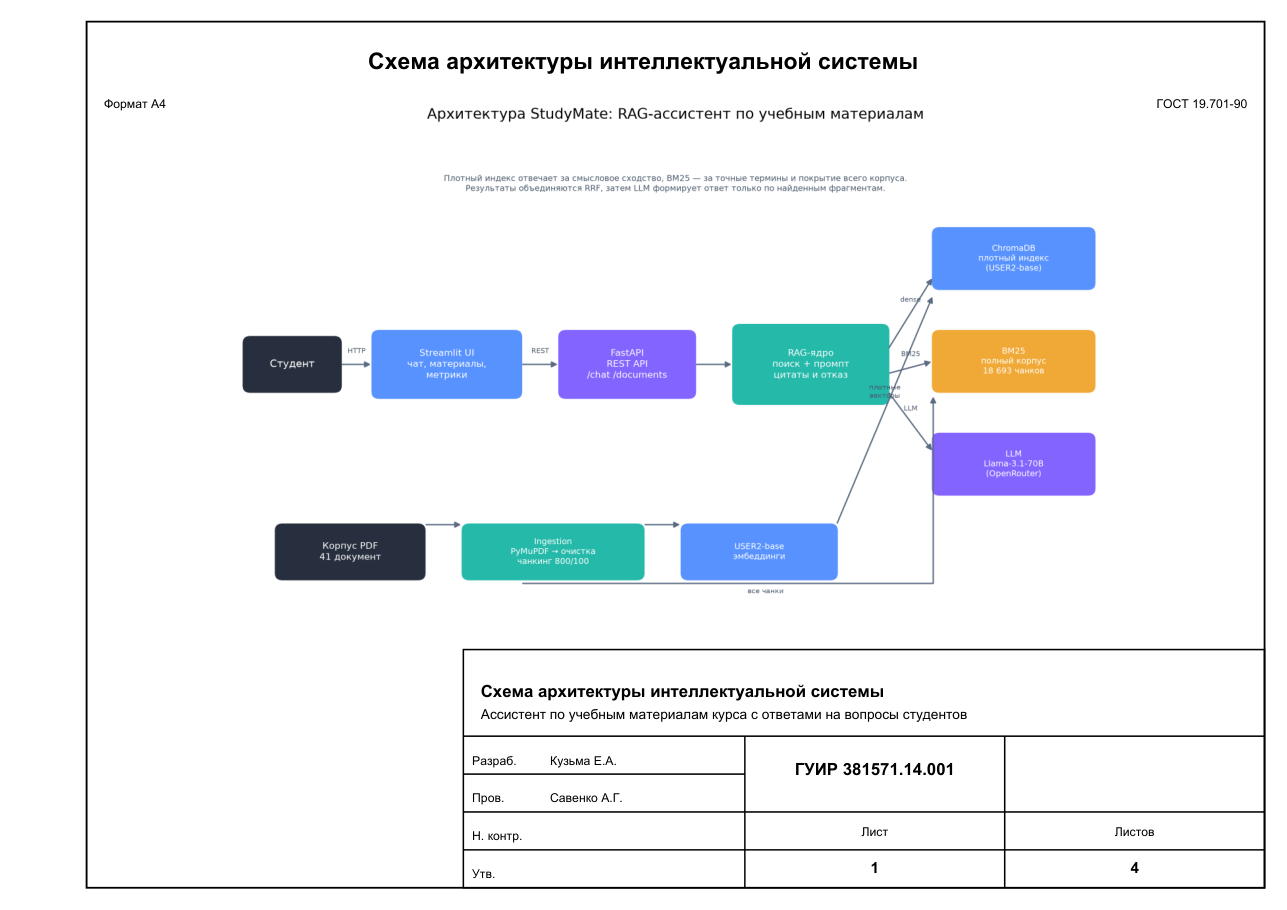 Схема архитектуры интеллектуальной системы
Формат А4
ГОСТ 19.701-90
Архитектура StudyMate: RAG-ассистент по учебным материалам
Плотный индекс отвечает за смысловое сходство, BM25 — за точные термины и покрытие всего корпуса.
Результаты объединяются RRF, затем LLM формирует ответ только по найденным фрагментам.
ChromaDB
плотный индекс
(USER2-base)
dense
Студент
HTTP
Streamlit UI
чат, материалы,
метрики
REST
FastAPI
REST API
/chat /documents
RAG-ядро
поиск + промпт
цитаты и отказ
BM25
BM25
полный корпус
18 693 чанков
плотные
векторы
LLM
LLM
Llama-3.1-70B
(OpenRouter)
Корпус PDF
41 документ
Ingestion
PyMuPDF → очистка
чанкинг 800/100
USER2-base
эмбеддинги
все чанки
Схема архитектуры интеллектуальной системы
Ассистент по учебным материалам курса с ответами на вопросы студентов
Разраб. Кузьма Е.А.
ГУИР 381571.14.001
Пров. Савенко А.Г.
Н. контр.
Лист
Листов
Утв.
1
4